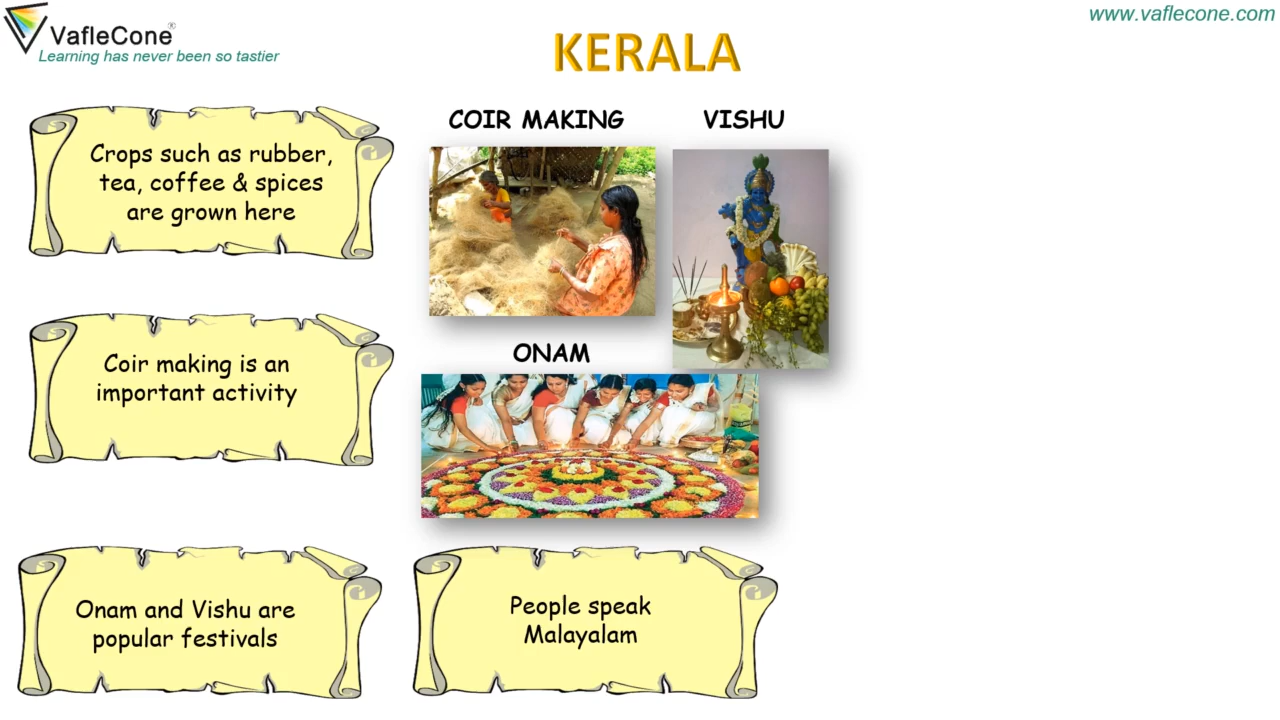 VafleCone®
Learning has never been so tastier
www.vaflecone.com
KERALA
Crops such as rubber,
tea, coffee & spices
are grown here
COIR MAKING
VISHU
Coir making is an
important activity
ONAM
Onam and Vishu are
popular festivals
People speak
Malayalam